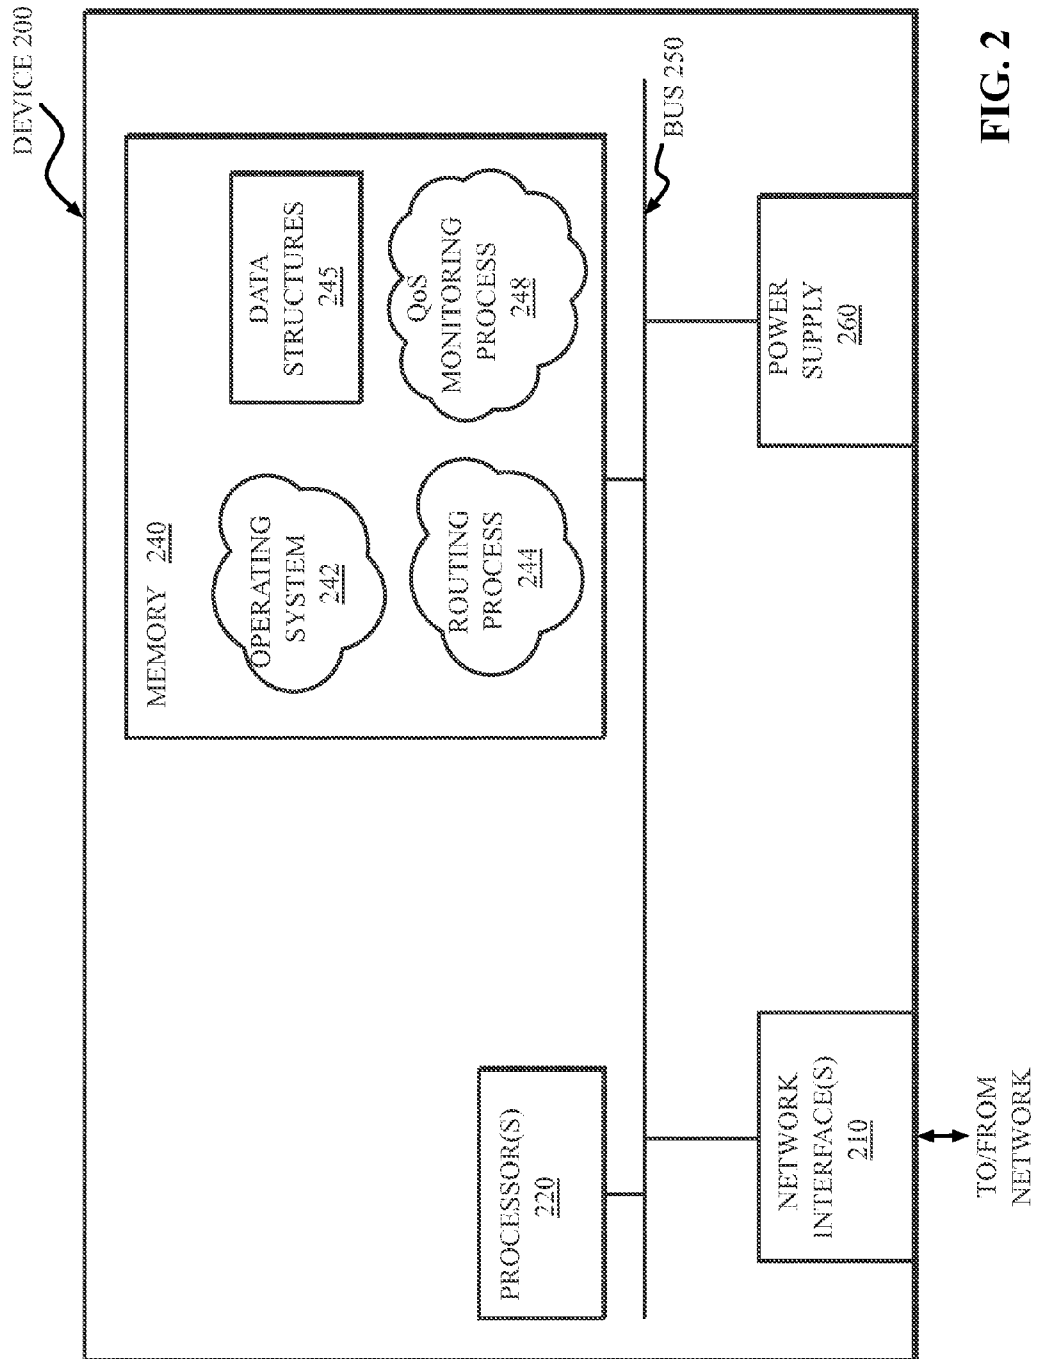 DEVICE 200
MEMORY 240
OPERATING
SYSTEM
242
DATA
STRUCTURES
245
ROUTING
PROCESS
244
QoS
MONITORING
PROCESS
248
PROCESSOR(S)
220
BUS 250
NETWORK
INTERFACE(S)
210
POWER
SUPPLY
260
TO/FROM
NETWORK
FIG. 2